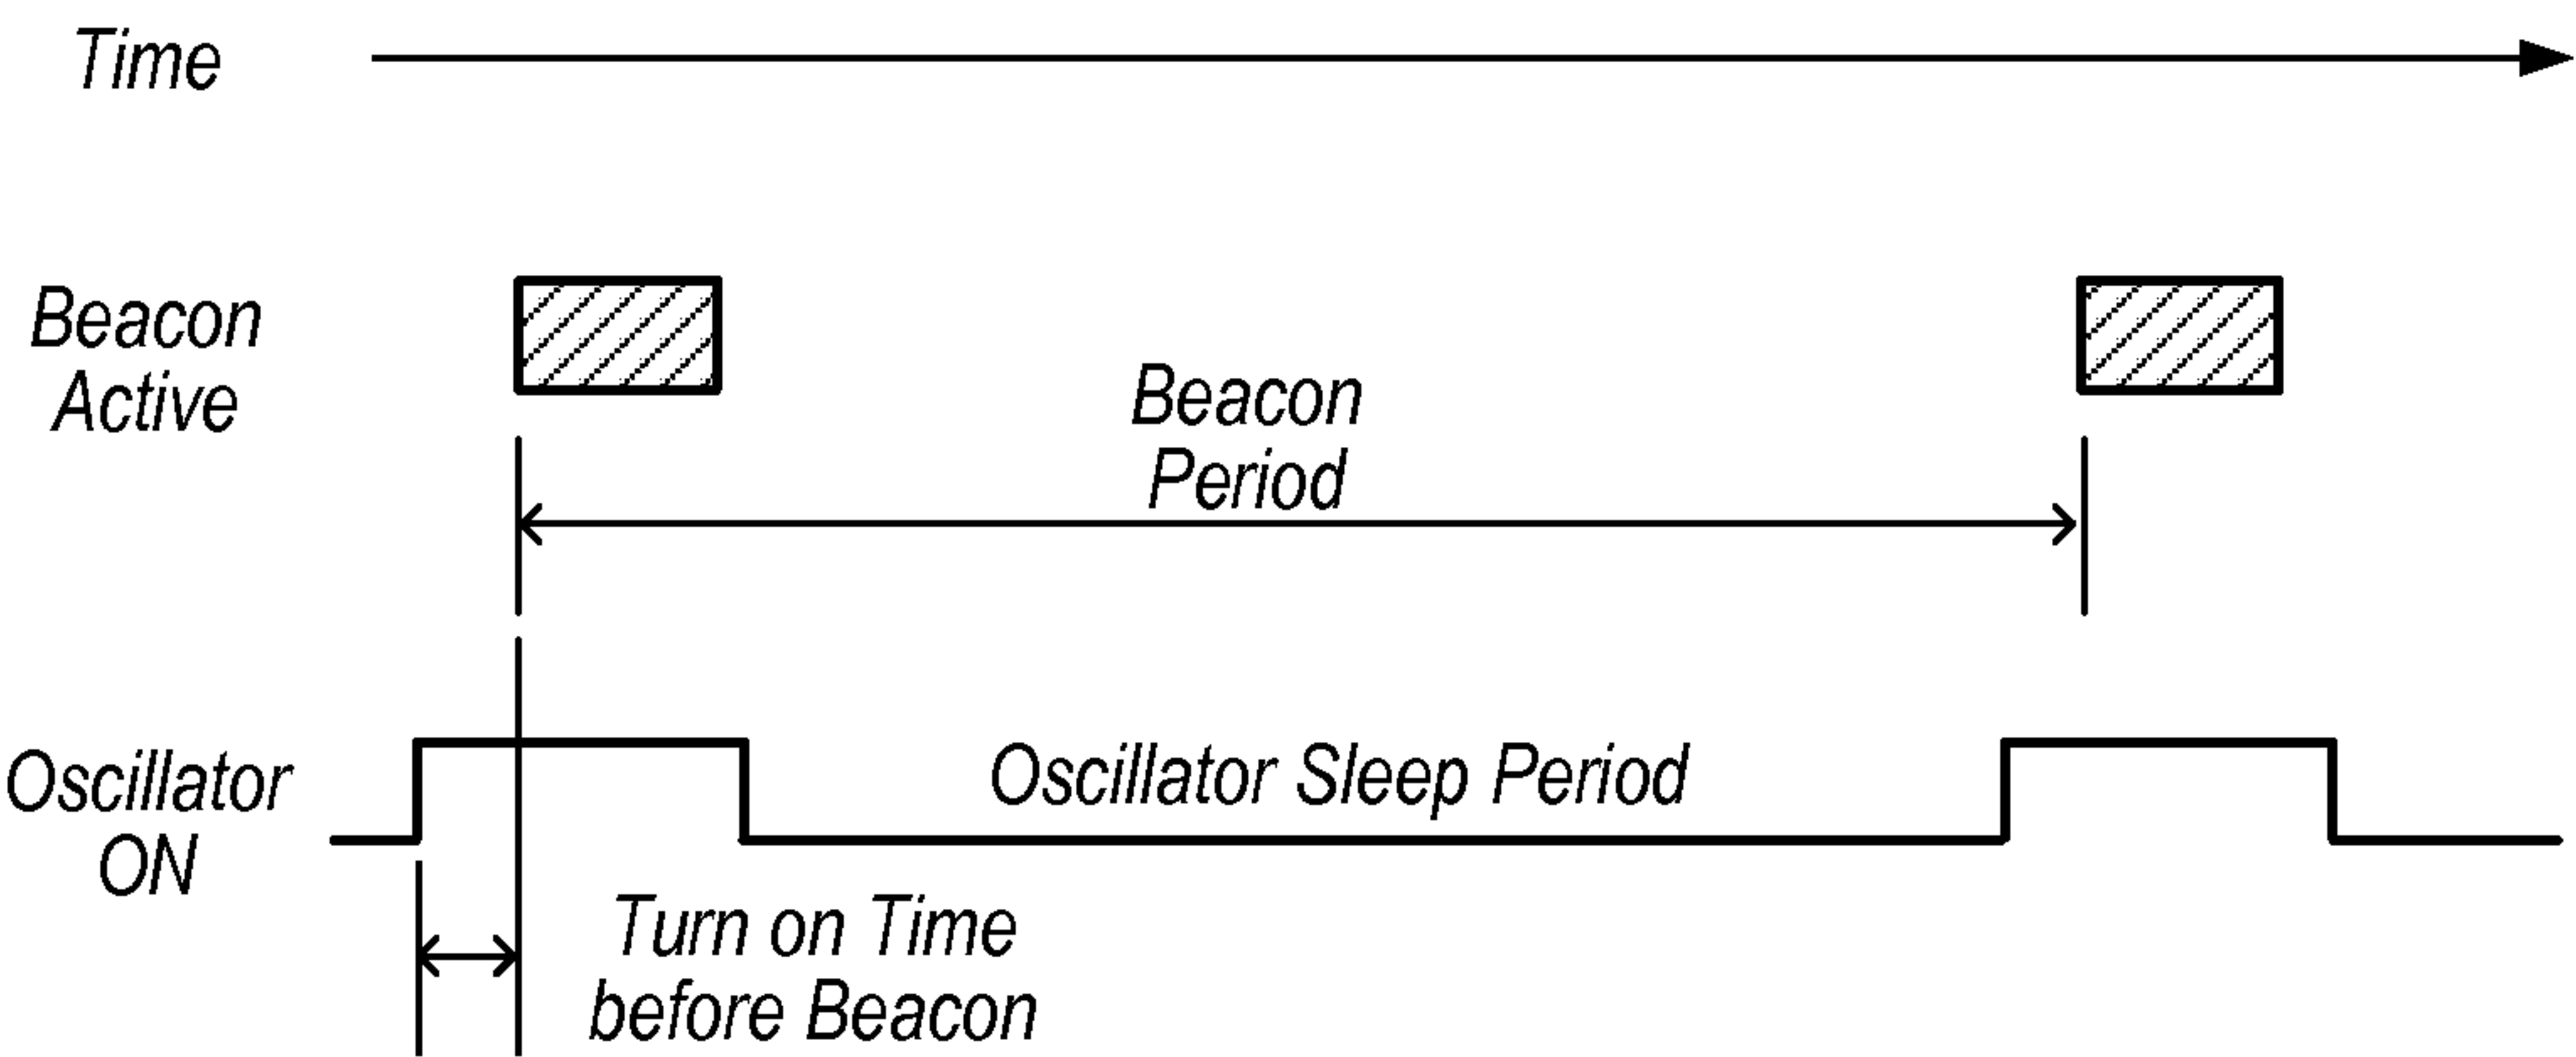 Time
Beacon
Active
Beacon
Period
Oscillator
ON
Oscillator Sleep Period
Turn on Time
before Beacon